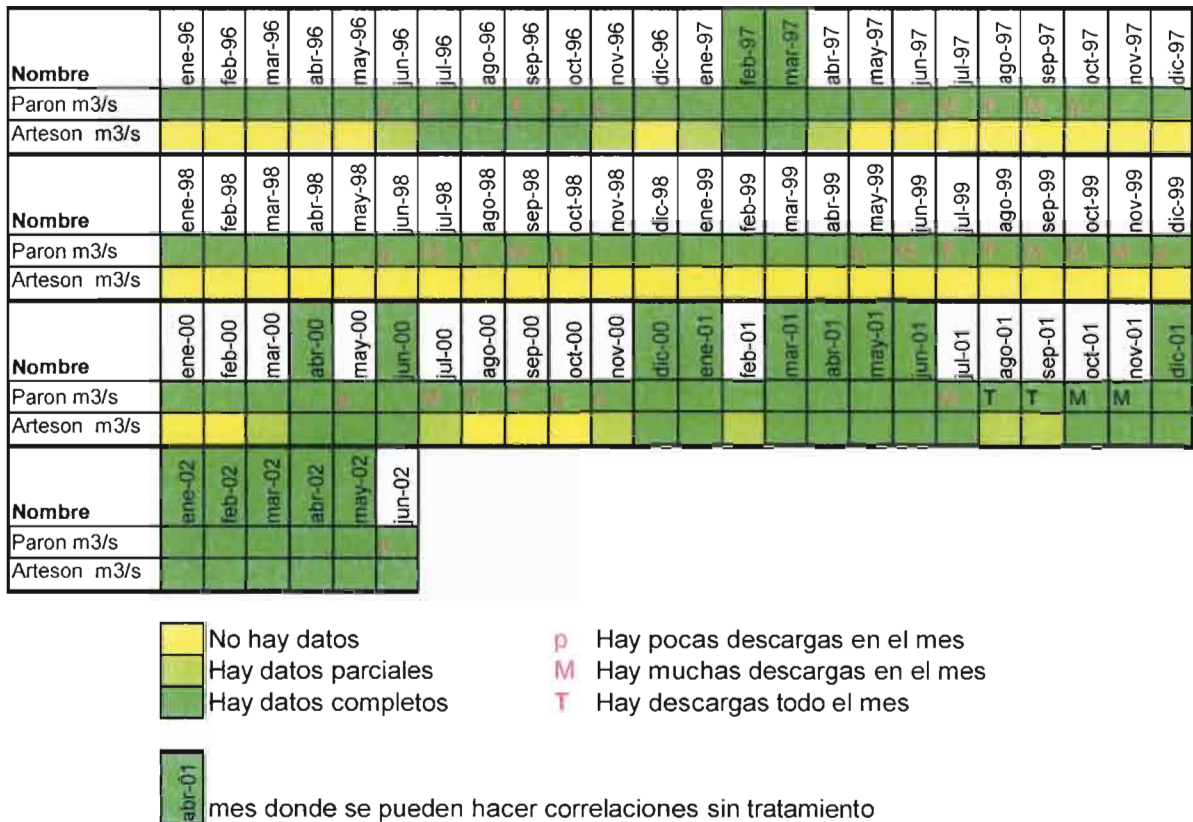 Nombre ene-96 feb-96 mar-96 abr-96 may-96 jun-96 jul-96 ago-96 sep-96 oct-96 nov-96 dic-96 ene-97 feb-97 mar-97 abr-97 may-97 jun-97 jul-97 ago-97 sep-97 oct-97 nov-97 dic-97
Paron m3/s
Arteson m3/s
Nombre ene-98 feb-98 mar-98 abr-98 may-98 jun-98 jul-98 ago-98 sep-98 oct-98 nov-98 dic-98 ene-99 feb-99 mar-99 abr-99 may-99 jun-99 jul-99 ago-99 sep-99 oct-99 nov-99 dic-99
Paron m3/s
Arteson m3/s
Nombre ene-00 feb-00 mar-00 abr-00 may-00 jun-00 jul-00 ago-00 sep-00 oct-00 nov-00 dic-00 ene-01 feb-01 mar-01 abr-01 may-01 jun-01 jul-01 ago-01 sep-01 oct-01 nov-01 dic-01
Paron m3/s T T M M
Arteson m3/s
Nombre ene-02 feb-02 mar-02 abr-02 may-02 jun-02
Paron m3/s
Arteson m3/s
No hay datos p Hay pocas descargas en el mes
Hay datos parciales M Hay muchas descargas en el mes
Hay datos completos T Hay descargas todo el mes
abr-01 mes donde se pueden hacer correlaciones sin tratamiento